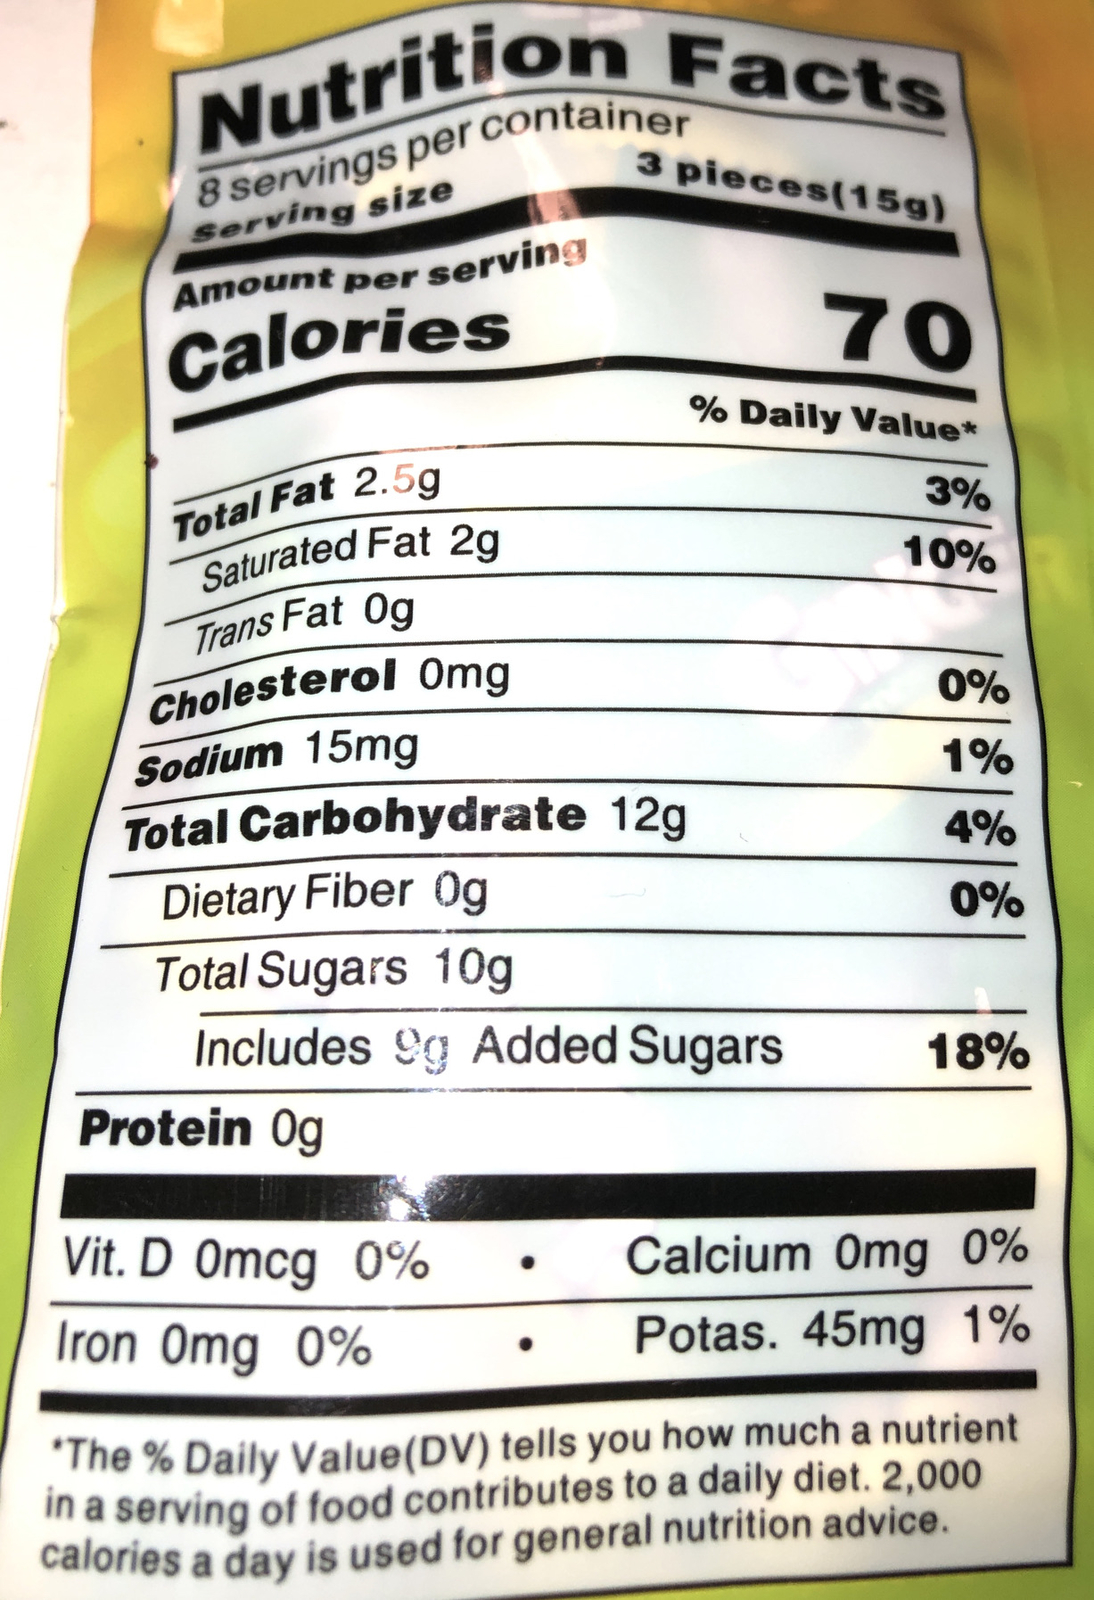 Nutrition Facts
8 servings per container
Serving size 3 pieces(15g)
Amount per serving
Calories 70
% Daily Value*
Total Fat 2.5g 3%
Saturated Fat 2g 10%
Trans Fat 0g
Cholesterol 0mg 0%
Sodium 15mg 1%
Total Carbohydrate 12g 4%
Dietary Fiber 0g 0%
Total Sugars 10g
Includes 9g Added Sugars 18%
Protein 0g
Vit. D 0mcg 0% • Calcium 0mg 0%
Iron 0mg 0% • Potas. 45mg 1%
*The % Daily Value(DV) tells you how much a nutrient
in a serving of food contributes to a daily diet. 2,000
calories a day is used for general nutrition advice.